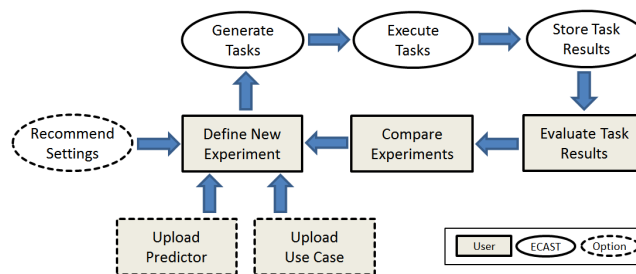 Generate
Tasks
Execute
Tasks
Store Task
Results
Recommend
Settings
Define New
Experiment
Compare
Experiments
Evaluate Task
Results
Upload
Predictor
Upload
Use Case
User
ECAST
Option